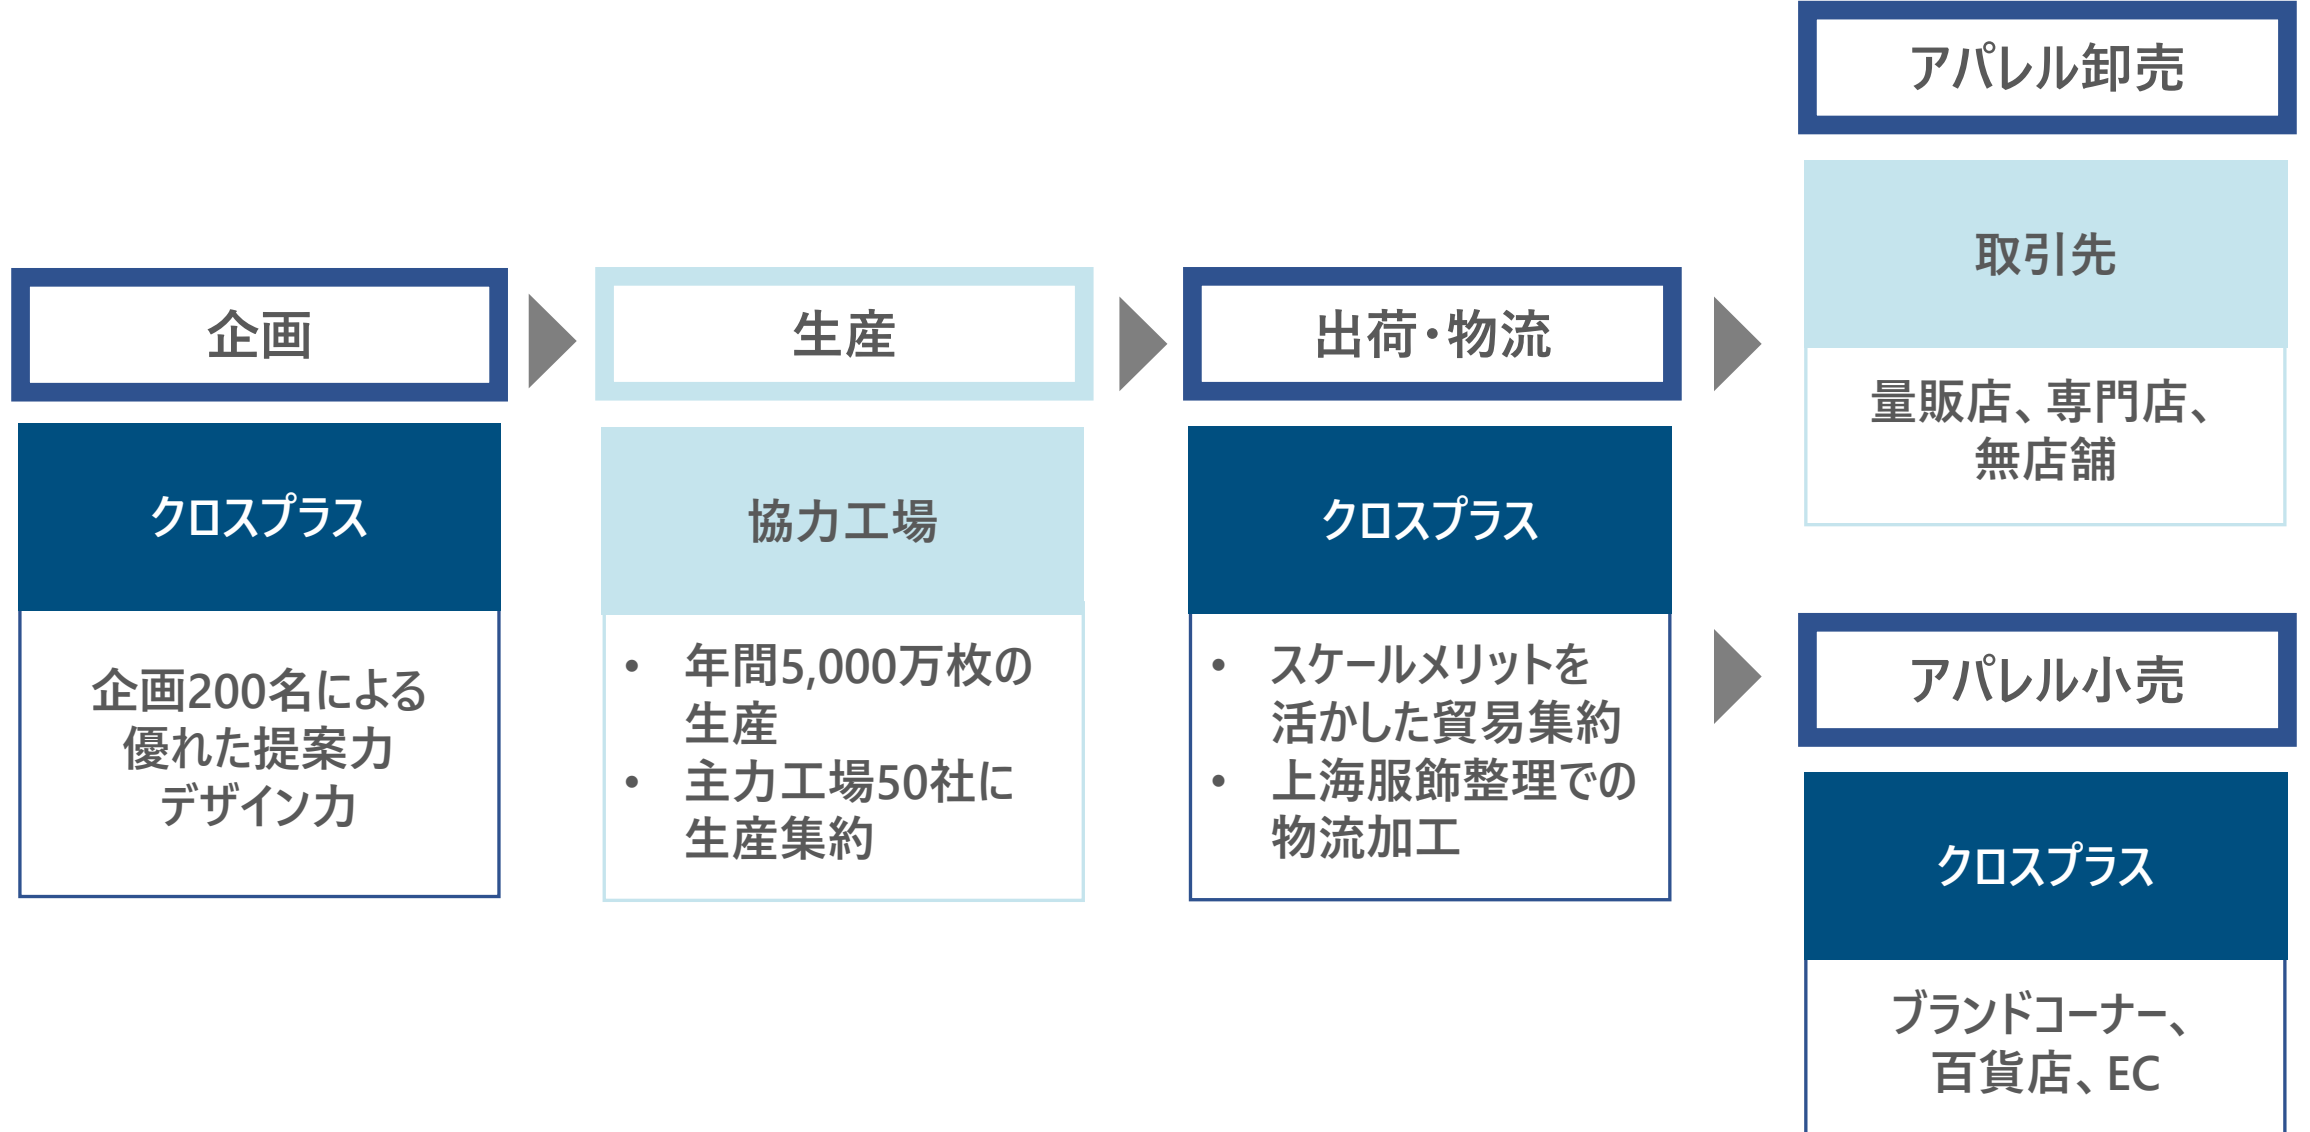 企画
クロスプラス
企画200名による
優れた提案力
デザイン力
生産
協力工場
• 年間5,000万枚の
生産
• 主力工場50社に
生産集約
出荷・物流
クロスプラス
• スケールメリットを
活かした貿易集約
• 上海服飾整理での
物流加工
アパレル卸売
取引先
量販店、専門店、
無店舗
アパレル小売
クロスプラス
ブランドコーナー、
百貨店、EC